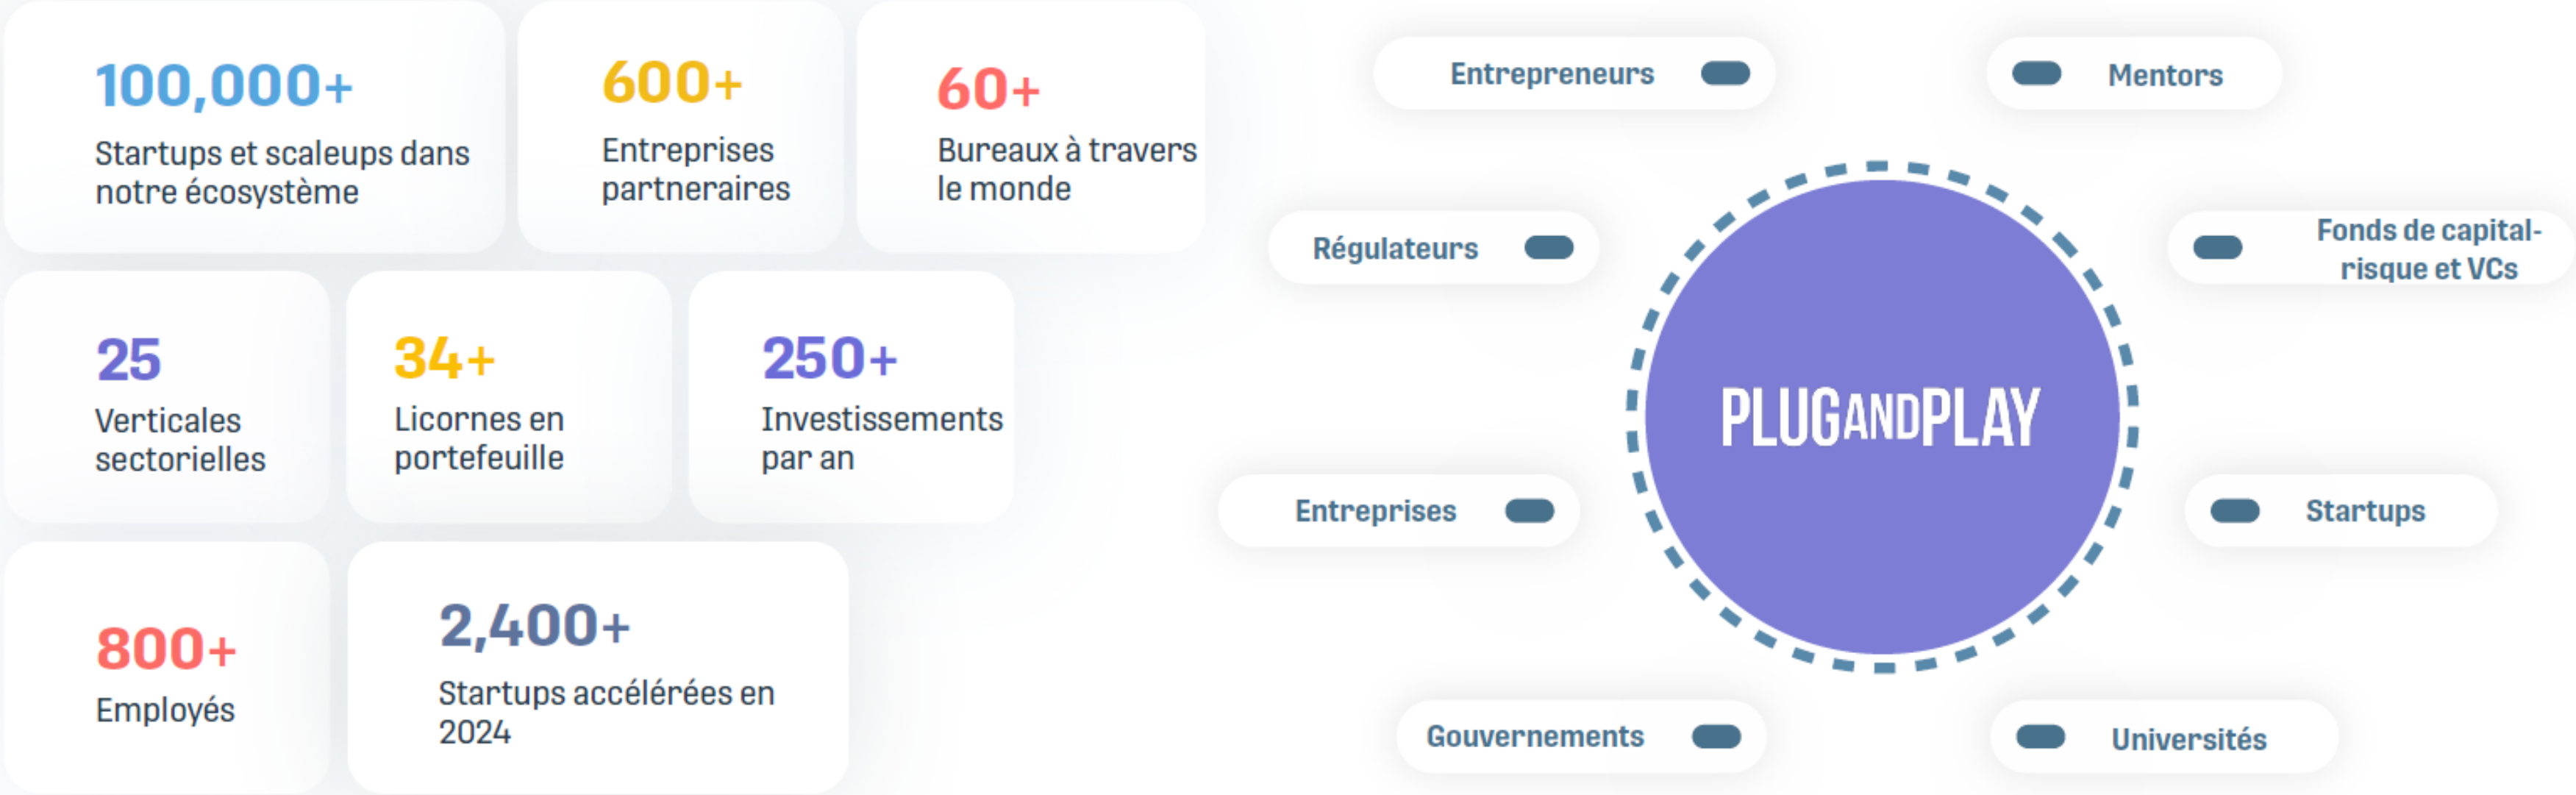 100,000+
Startups et scaleups dans
notre écosystème
600+
Entreprises
partneraires
60+
Bureaux à travers
le monde
25
Verticales
sectorielles
34+
Licornes en
portefeuille
250+
Investissements
par an
800+
Employés
2,400+
Startups accélérées en
2024
Entrepreneurs
Mentors
Régulateurs
Fonds de capital-
risque et VCs
PLUGANDPLAY
Entreprises
Startups
Gouvernements
Universités